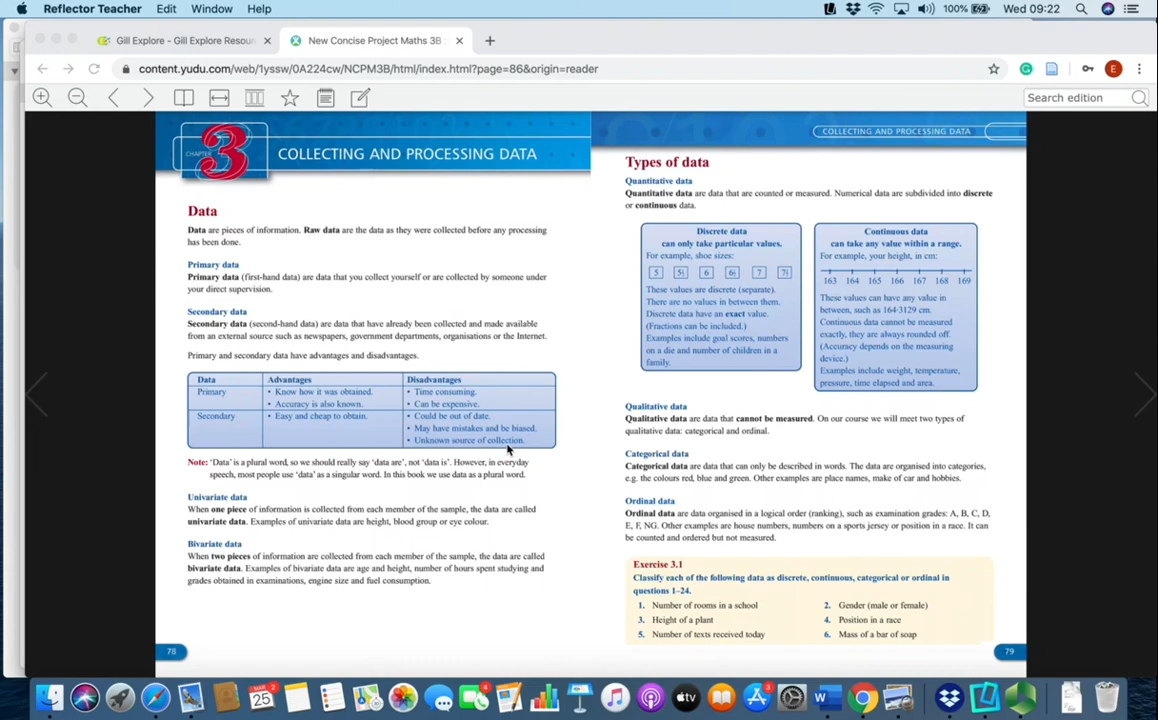 Reflector Teacher Edit Window Help
100% Wed 09:22
Gill Explore - Gill Explore Resour
New Concise Project Maths 3B
content.yudu.com/web/1yssw/0A224cw/NCPM3B/html/index.html?page=86&origin=reader
E
Search edition
CHAPTER 3
COLLECTING AND PROCESSING DATA
Data
Data are pieces of information. Raw data are the data as they were collected before any processing
has been done.
Primary data
Primary data (first-hand data) are data that you collect yourself or are collected by someone under
your direct supervision.
Secondary data
Secondary data (second-hand data) are data that have already been collected and made available
from an external source such as newspapers, government departments, organisations or the Internet.
Primary and secondary data have advantages and disadvantages.
Data Advantages Disadvantages
Primary • Know how it was obtained. • Time consuming.
• Accuracy is also known. • Can be expensive.
Secondary • Easy and cheap to obtain. • Could be out of date.
• May have mistakes and be biased.
• Unknown source of collection.
Note: 'Data' is a plural word, so we should really say 'data are', not 'data is'. However, in everyday
speech, most people use 'data' as a singular word. In this book we use data as a plural word.
Univariate data
When one piece of information is collected from each member of the sample, the data are called
univariate data. Examples of univariate data are height, blood group or eye colour.
Bivariate data
When two pieces of information are collected from each member of the sample, the data are called
bivariate data. Examples of bivariate data are age and height, number of hours spent studying and
grades obtained in examinations, engine size and fuel consumption.
78
COLLECTING AND PROCESSING DATA
Types of data
Quantitative data
Quantitative data are data that are counted or measured. Numerical data are subdivided into discrete
or continuous data.
Discrete data
can only take particular values.
For example, shoe sizes:
5 5½ 6 6½ 7 7½
These values are discrete (separate).
There are no values in between them.
Discrete data have an exact value.
(Fractions can be included.)
Examples include goal scores, numbers
on a die and number of children in a
family.
Continuous data
can take any value within a range.
For example, your height, in cm:
163 164 165 166 167 168 169
These values can have any value in
between, such as 164·3129 cm.
Continuous data cannot be measured
exactly, they are always rounded off.
(Accuracy depends on the measuring
device.)
Examples include weight, temperature,
pressure, time elapsed and area.
Qualitative data
Qualitative data are data that cannot be measured. On our course we will meet two types of
qualitative data: categorical and ordinal.
Categorical data
Categorical data are data that can only be described in words. The data are organised into categories,
e.g. the colours red, blue and green. Other examples are place names, make of car and hobbies.
Ordinal data
Ordinal data are data organised in a logical order (ranking), such as examination grades: A, B, C, D,
E, F, NG. Other examples are house numbers, numbers on a sports jersey or position in a race. It can
be counted and ordered but not measured.
Exercise 3.1
Classify each of the following data as discrete, continuous, categorical or ordinal in
questions 1–24.
1. Number of rooms in a school 2. Gender (male or female)
3. Height of a plant 4. Position in a race
5. Number of texts received today 6. Mass of a bar of soap
79
MAR 2
25
4
tv
3
W